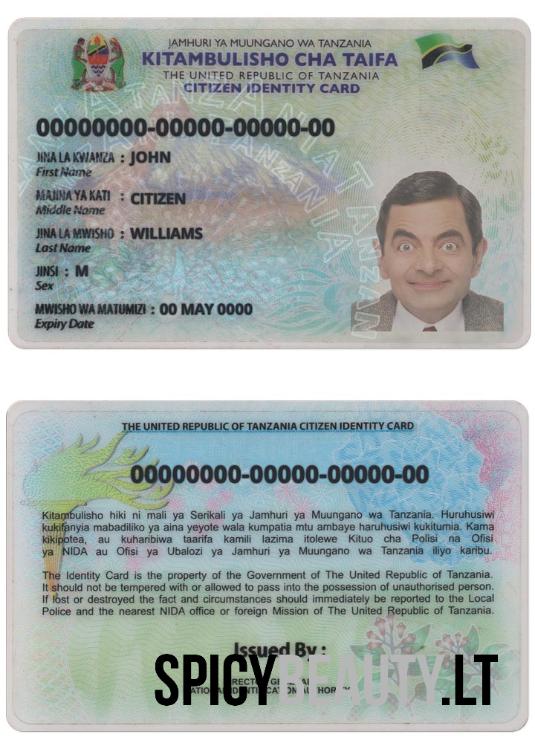 JAMHURI YA MUUNGANO WA TANZANIA
KITAMBULISHO CHA TAIFA
THE UNITED REPUBLIC OF TANZANIA
CITIZEN IDENTITY CARD
00000000-00000-00000-00
JINA LA KWANZA : JOHN
First Name
MAJINA YA KATI : CITIZEN
Middle Name
JINA LA MWISHO : WILLIAMS
Last Name
JINSI : M
Sex
MWISHO WA MATUMIZI : 00 MAY 0000
Expiry Date
TANZANIA
THE UNITED REPUBLIC OF TANZANIA CITIZEN IDENTITY CARD
00000000-00000-00000-00
Kitambulisho hiki ni mali ya Serikali ya Jamhuri ya Muungano wa Tanzania. Huruhusiwi
kukifanyia mabadiliko ya aina yeyote wala kumpatia mtu ambaye haruhusiwi kukitumia. Kama
kikipotea, au kuharibiwa taarifa kamili lazima itolewe Kituo cha Polisi na Ofisi
ya NIDA au Ofisi ya Ubalozi ya Jamhuri ya Muungano wa Tanzania iliyo karibu.
The Identity Card is the property of the Government of The United Republic of Tanzania.
It should not be tempered with or allowed to pass into the possession of unauthorised person.
If lost or destroyed the fact and circumstances should immediately be reported to the Local
Police and the nearest NIDA office or foreign Mission of The United Republic of Tanzania.
Issued By :
SPICYBEAUTY.LT